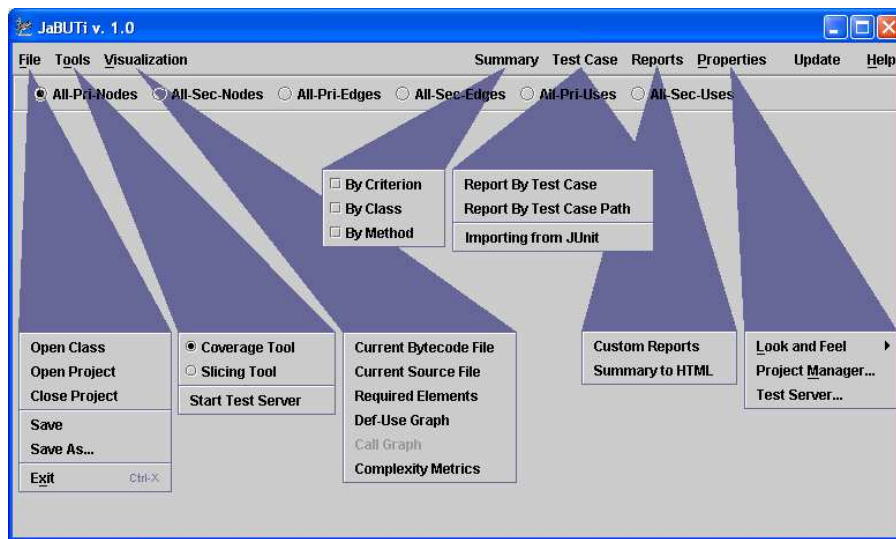 JaBUTi v. 1.0
File Tools Visualization Summary Test Case Reports Properties Update Help
All-Pri-Nodes All-Sec-Nodes All-Pri-Edges All-Sec-Edges All-Pri-Uses All-Sec-Uses
By Criterion
By Class
By Method
Report By Test Case
Report By Test Case Path
Importing from JUnit
Open Class
Open Project
Close Project
Save
Save As...
Exit Ctrl-X
Coverage Tool
Slicing Tool
Start Test Server
Current Bytecode File
Current Source File
Required Elements
Def-Use Graph
Call Graph
Complexity Metrics
Custom Reports
Summary to HTML
Look and Feel
Project Manager...
Test Server...